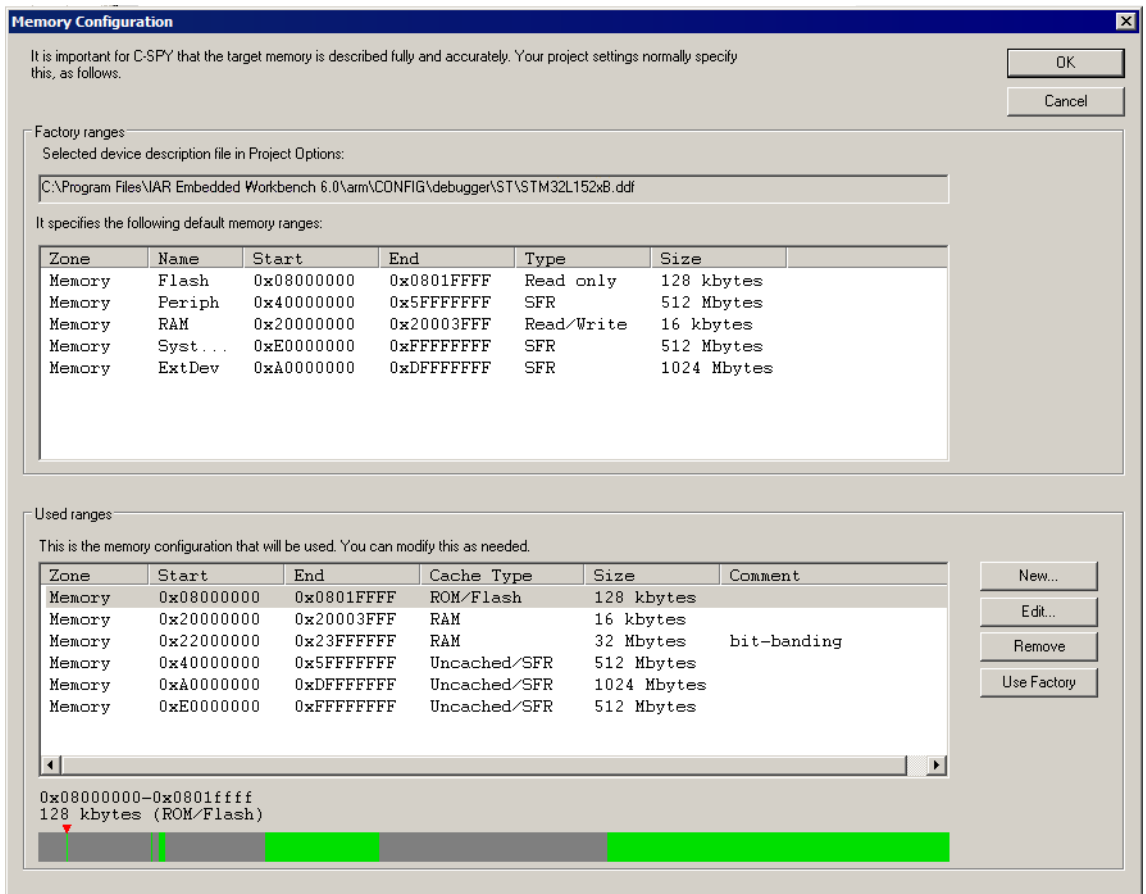 Memory Configuration
It is important for C-SPY that the target memory is described fully and accurately. Your project settings normally specify
this, as follows.
OK
Cancel
Factory ranges
Selected device description file in Project Options:
C:\Program Files\IAR Embedded Workbench 6.0\arm\CONFIG\debugger\ST\STM32L152xB.ddf
It specifies the following default memory ranges:
Zone Name Start End Type Size
Memory Flash 0x08000000 0x0801FFFF Read only 128 kbytes
Memory Periph 0x40000000 0x5FFFFFFF SFR 512 Mbytes
Memory RAM 0x20000000 0x20003FFF Read/Write 16 kbytes
Memory Syst... 0xE0000000 0xFFFFFFFF SFR 512 Mbytes
Memory ExtDev 0xA0000000 0xDFFFFFFF SFR 1024 Mbytes
Used ranges
This is the memory configuration that will be used. You can modify this as needed.
Zone Start End Cache Type Size Comment
Memory 0x08000000 0x0801FFFF ROM/Flash 128 kbytes
Memory 0x20000000 0x20003FFF RAM 16 kbytes
Memory 0x22000000 0x23FFFFFF RAM 32 Mbytes bit-banding
Memory 0x40000000 0x5FFFFFFF Uncached/SFR 512 Mbytes
Memory 0xA0000000 0xDFFFFFFF Uncached/SFR 1024 Mbytes
Memory 0xE0000000 0xFFFFFFFF Uncached/SFR 512 Mbytes
New...
Edit...
Remove
Use Factory
0x08000000-0x0801ffff
128 kbytes (ROM/Flash)